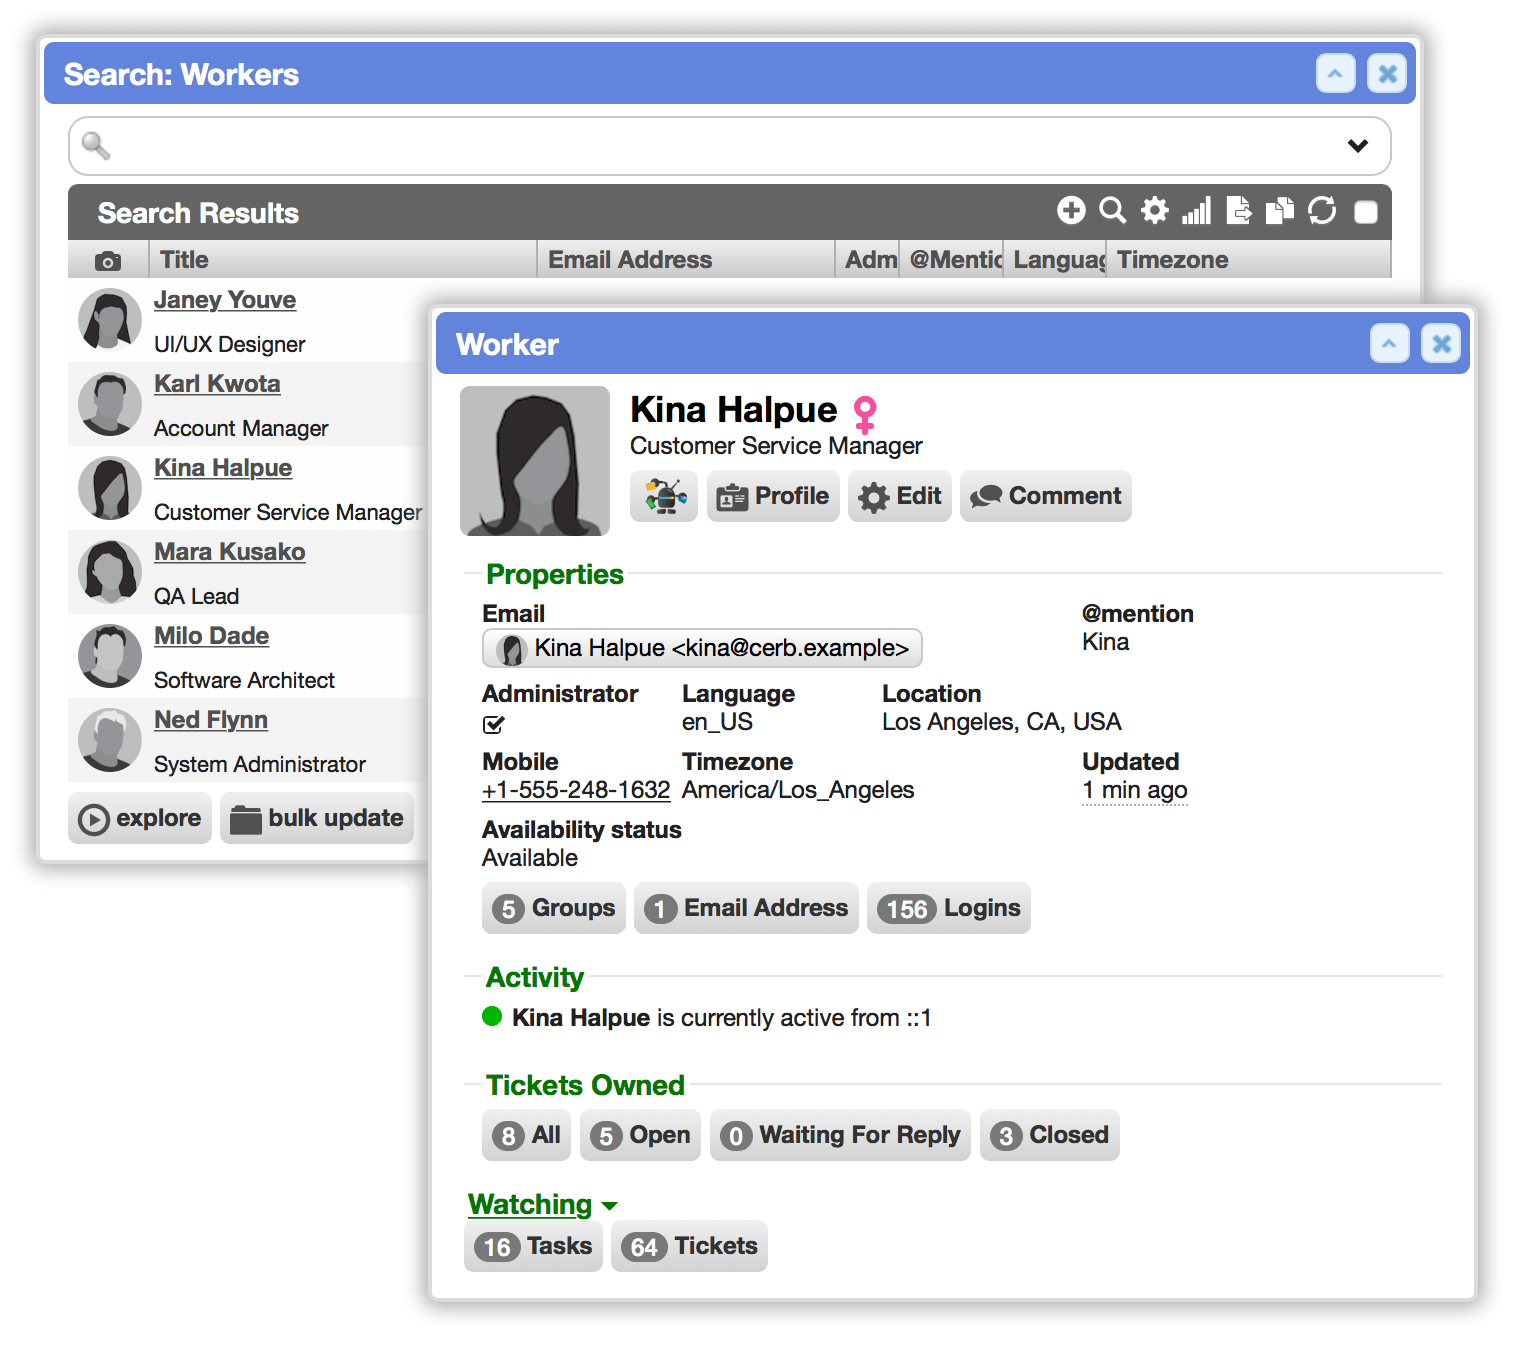 Search: Workers
Search Results
Title Email Address Adm @Mentic Languag Timezone
Janey Youve
UI/UX Designer
Karl Kwota
Account Manager
Kina Halpue
Customer Service Manager
Mara Kusako
QA Lead
Milo Dade
Software Architect
Ned Flynn
System Administrator
explore bulk update
Worker
Kina Halpue
Customer Service Manager
Profile Edit Comment
Properties
Email @mention
Kina Halpue <kina@cerb.example> Kina
Administrator Language Location
en_US Los Angeles, CA, USA
Mobile Timezone Updated
+1-555-248-1632 America/Los_Angeles 1 min ago
Availability status
Available
5 Groups 1 Email Address 156 Logins
Activity
Kina Halpue is currently active from ::1
Tickets Owned
8 All 5 Open 0 Waiting For Reply 3 Closed
Watching
16 Tasks 64 Tickets